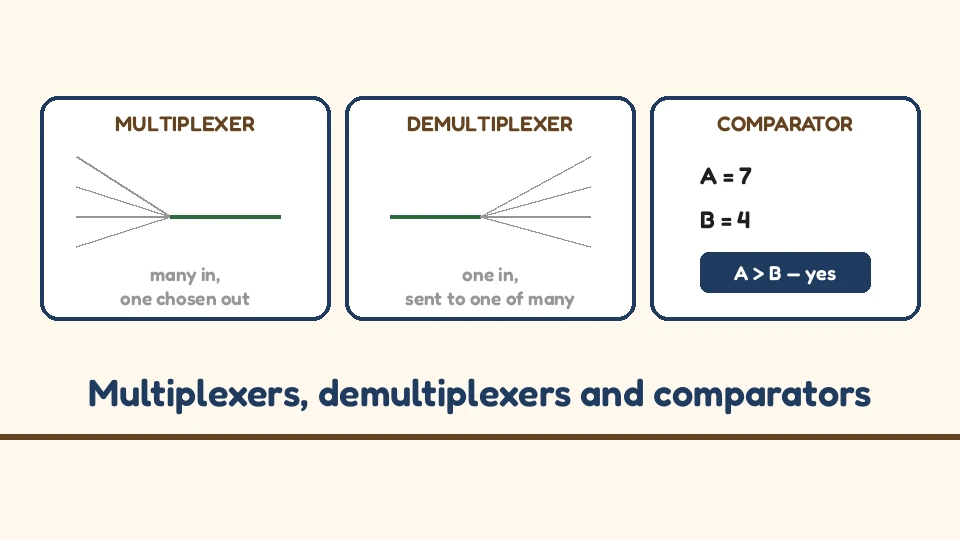 MULTIPLEXER
many in,
one chosen out
DEMULTIPLEXER
one in,
sent to one of many
COMPARATOR
A = 7
B = 4
A > B – yes
Multiplexers, demultiplexers and comparators